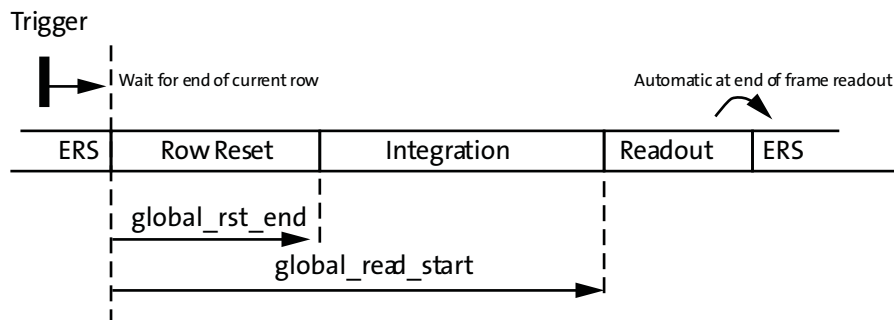 Trigger
Wait for end of current row
Automatic at end of frame readout
ERS Row Reset Integration Readout ERS
global_rst_end
global_read_start